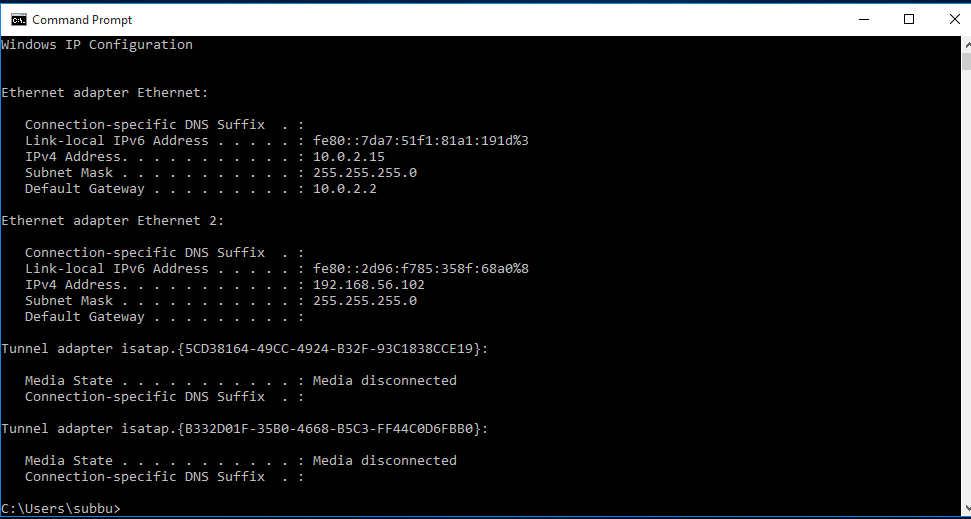 Command Prompt
Windows IP Configuration
Ethernet adapter Ethernet:
Connection-specific DNS Suffix  . :
Link-local IPv6 Address . . . . . : fe80::7da7:51f1:81a1:191d%3
IPv4 Address. . . . . . . . . . . : 10.0.2.15
Subnet Mask . . . . . . . . . . . : 255.255.255.0
Default Gateway . . . . . . . . . : 10.0.2.2
Ethernet adapter Ethernet 2:
Connection-specific DNS Suffix  . :
Link-local IPv6 Address . . . . . : fe80::2d96:f785:358f:68a0%8
IPv4 Address. . . . . . . . . . . : 192.168.56.102
Subnet Mask . . . . . . . . . . . : 255.255.255.0
Default Gateway . . . . . . . . . :
Tunnel adapter isatap.{5CD38164-49CC-4924-B32F-93C1838CCE19}:
Media State . . . . . . . . . . . : Media disconnected
Connection-specific DNS Suffix  . :
Tunnel adapter isatap.{B332D01F-35B0-4668-B5C3-FF44C0D6FBB0}:
Media State . . . . . . . . . . . : Media disconnected
Connection-specific DNS Suffix  . :
C:\Users\subbu>